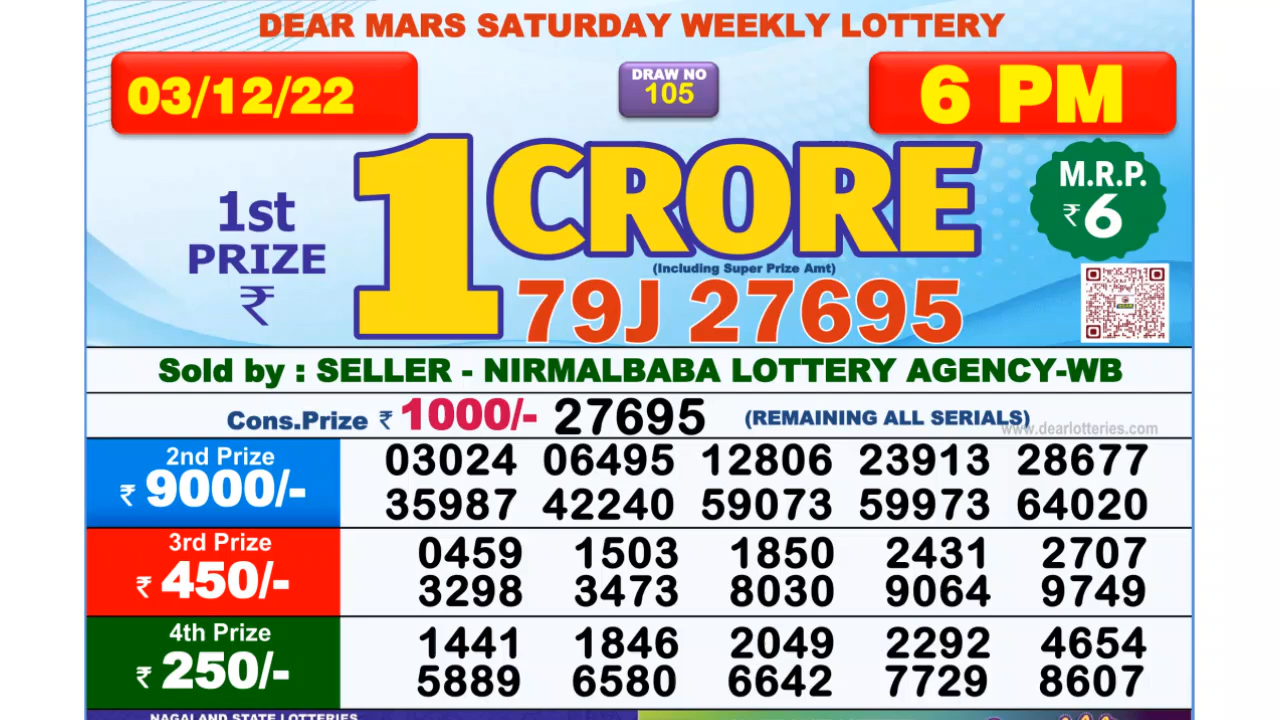 DEAR MARS SATURDAY WEEKLY LOTTERY
03/12/22
DRAW NO
105
6 PM
1st
PRIZE
₹
1 CRORE
(Including Super Prize Amt)
79J 27695
M.R.P.
₹ 6
Sold by : SELLER - NIRMALBABA LOTTERY AGENCY-WB
Cons.Prize ₹ 1000/- 27695 (REMAINING ALL SERIALS)
www.dearlotteries.com
2nd Prize
₹ 9000/-
03024 06495 12806 23913 28677
35987 42240 59073 59973 64020
3rd Prize
₹ 450/-
0459 1503 1850 2431 2707
3298 3473 8030 9064 9749
4th Prize
₹ 250/-
1441 1846 2049 2292 4654
5889 6580 6642 7729 8607
NAGALAND STATE LOTTERIES